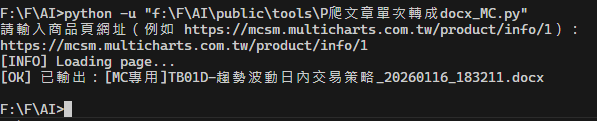 F:\F\AI>python -u "f:\F\AI\public\tools\P爬文章單次轉成docx_MC.py"
請輸入商品頁網址（例如 https://mcsm.multicharts.com.tw/product/info/1）：
https://mcsm.multicharts.com.tw/product/info/1
[INFO] Loading page...
[OK] 已輸出：[MC專用]TB01D-趨勢波動日內交易策略_20260116_183211.docx
F:\F\AI>